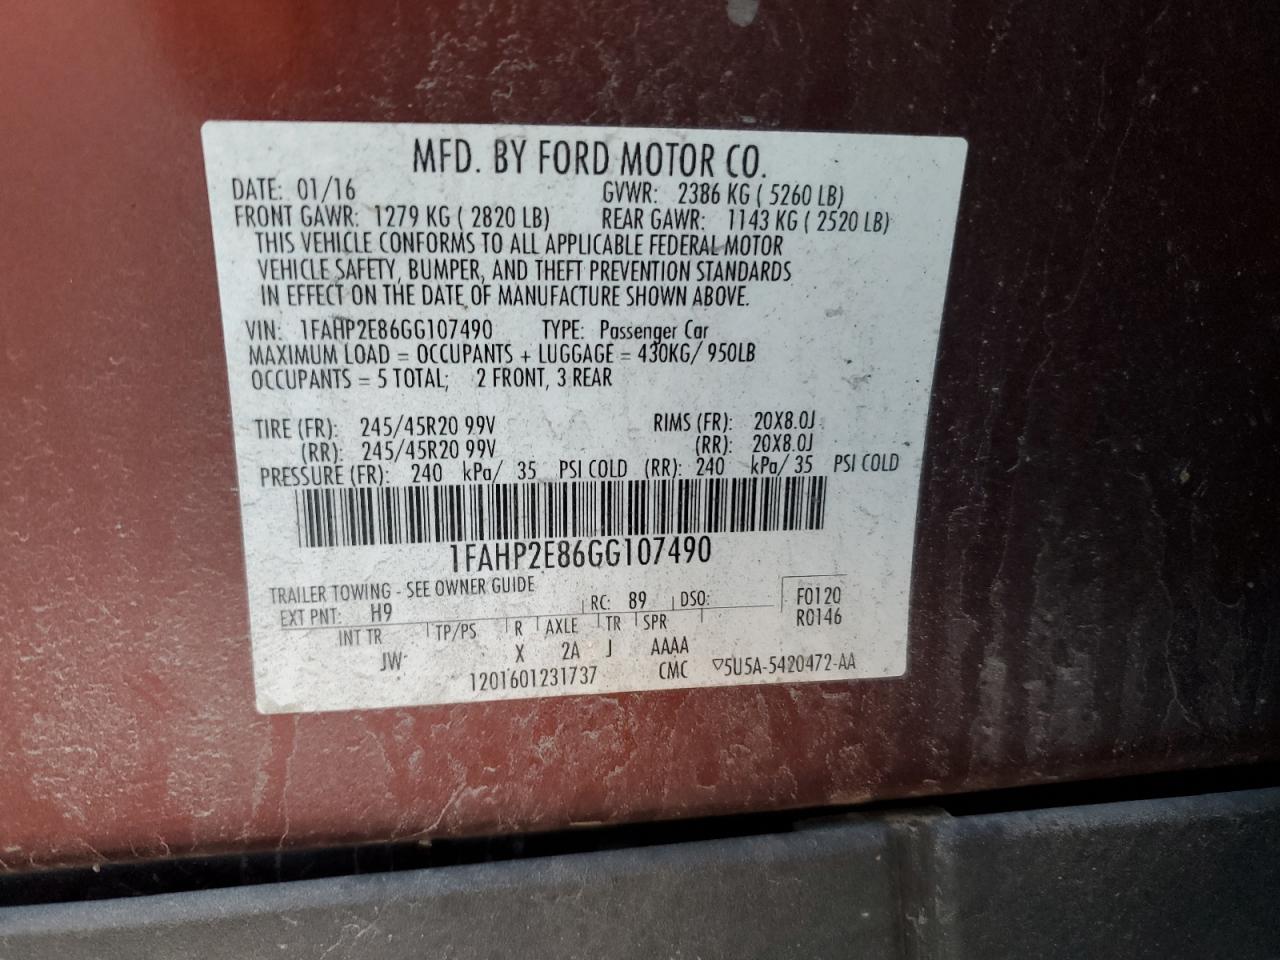 MFD. BY FORD MOTOR CO.
DATE: 01/16 GVWR: 2386 KG ( 5260 LB)
FRONT GAWR: 1279 KG ( 2820 LB) REAR GAWR: 1143 KG ( 2520 LB)
THIS VEHICLE CONFORMS TO ALL APPLICABLE FEDERAL MOTOR
VEHICLE SAFETY, BUMPER, AND THEFT PREVENTION STANDARDS
IN EFFECT ON THE DATE OF MANUFACTURE SHOWN ABOVE.
VIN: 1FAHP2E86GG107490 TYPE: Passenger Car
MAXIMUM LOAD = OCCUPANTS + LUGGAGE = 430KG/ 950LB
OCCUPANTS = 5 TOTAL; 2 FRONT, 3 REAR
TIRE (FR): 245/45R20 99V RIMS (FR): 20X8.0J
(RR): 245/45R20 99V (RR): 20X8.0J
PRESSURE (FR): 240 kPa/ 35 PSI COLD (RR): 240 kPa/ 35 PSI COLD
1FAHP2E86GG107490
TRAILER TOWING - SEE OWNER GUIDE
EXT PNT: H9 RC: 89 DSO: F0120
INT TR TP/PS R AXLE TR SPR R0146
JW X 2A J AAAA
1201601231737 CMC ▽5U5A-5420472-AA